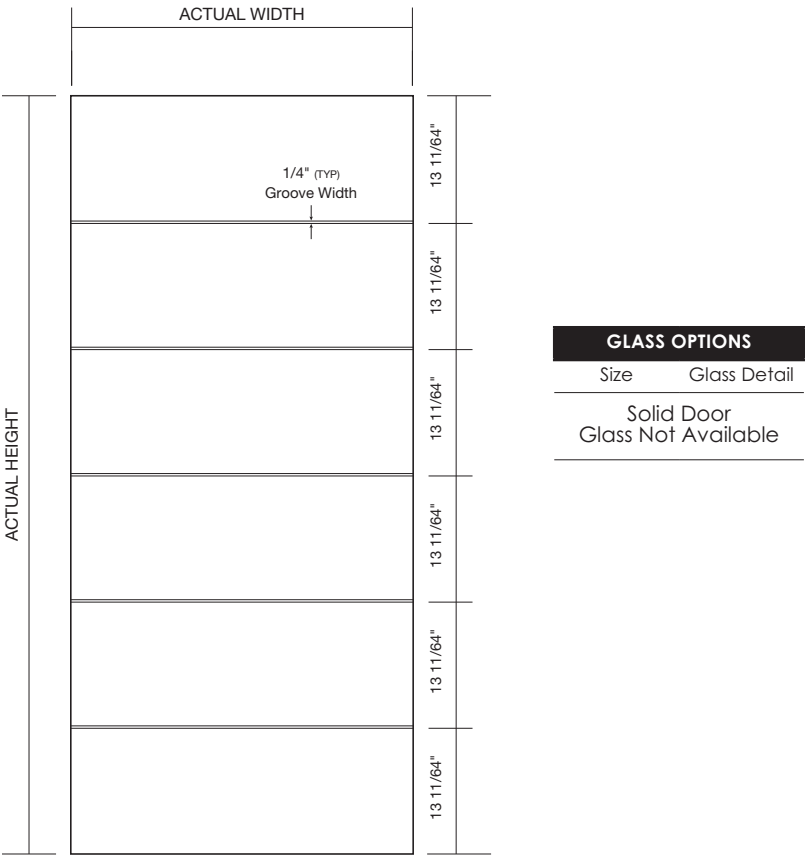 ACTUAL WIDTH
13 11/64"
1/4" (TYP)
Groove Width
13 11/64"
GLASS OPTIONS
Size Glass Detail
Solid Door
Glass Not Available
13 11/64"
ACTUAL HEIGHT
13 11/64"
13 11/64"
13 11/64"